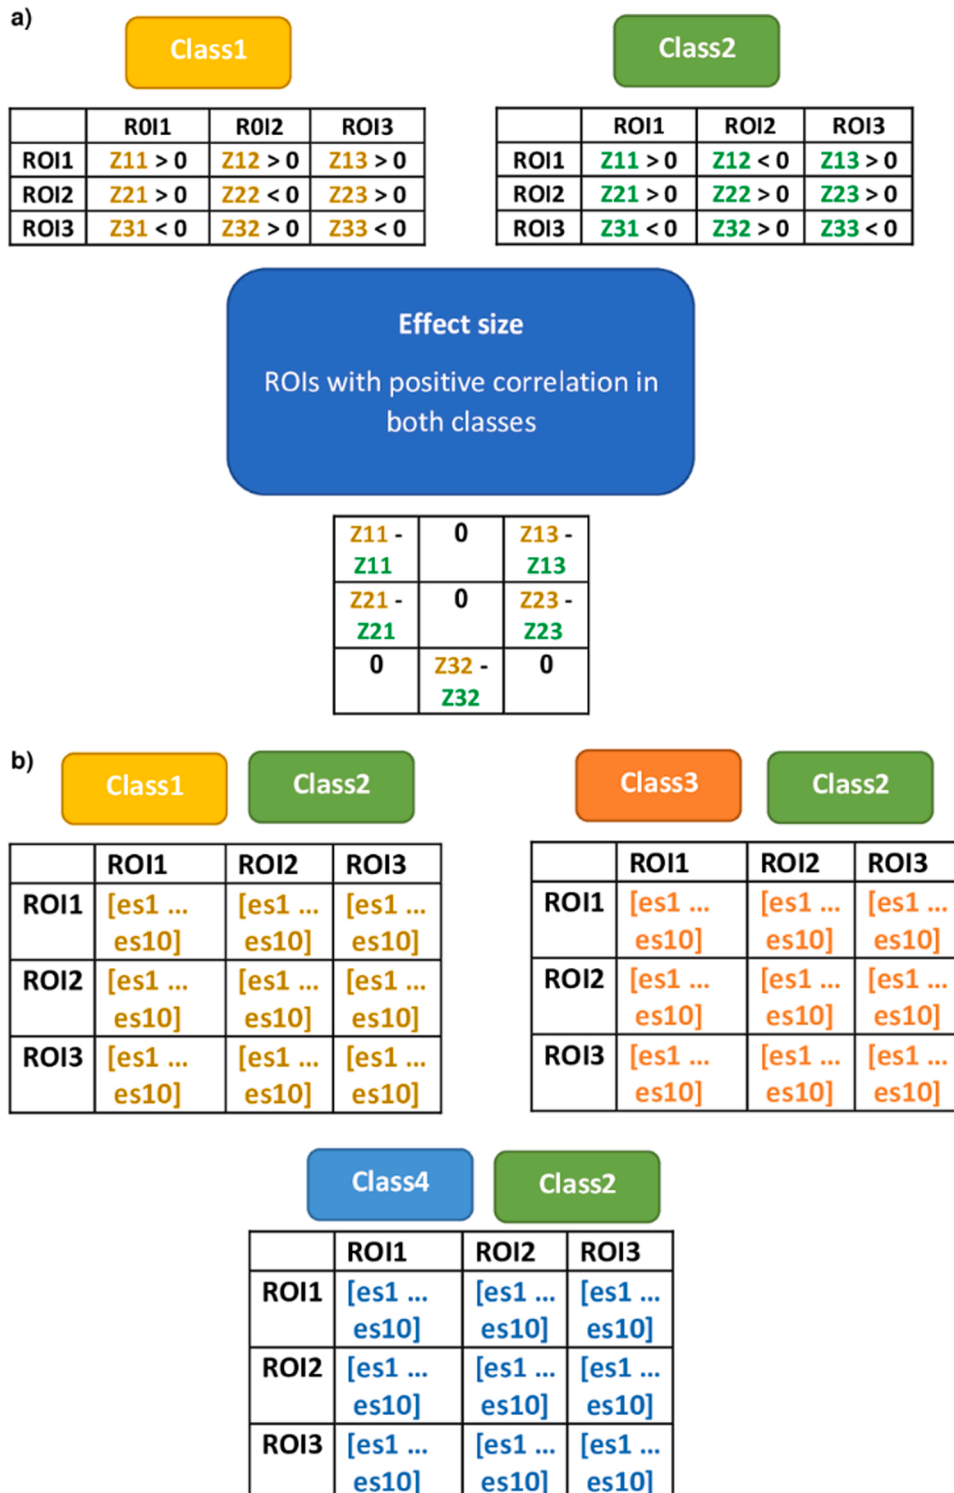 a)
Class1
Class2
R0I1 R0I2 ROI3
ROI1 Z11 > 0 Z12 > 0 Z13 > 0
ROI2 Z21 > 0 Z22 < 0 Z23 > 0
ROI3 Z31 < 0 Z32 > 0 Z33 < 0
ROI1 ROI2 ROI3
ROI1 Z11 > 0 Z12 < 0 Z13 > 0
ROI2 Z21 > 0 Z22 > 0 Z23 > 0
ROI3 Z31 < 0 Z32 > 0 Z33 < 0
Effect size
ROIs with positive correlation in
both classes
Z11 - 0 Z13 -
Z11 Z13
Z21 - 0 Z23 -
Z21 Z23
0 Z32 - 0
Z32
b)
Class1 Class2
ROI1 ROI2 ROI3
ROI1 [es1 ... [es1 ... [es1 ...
es10] es10] es10]
ROI2 [es1 ... [es1 ... [es1 ...
es10] es10] es10]
ROI3 [es1 ... [es1 ... [es1 ...
es10] es10] es10]
Class3 Class2
ROI1 ROI2 ROI3
ROI1 [es1 ... [es1 ... [es1 ...
es10] es10] es10]
ROI2 [es1 ... [es1 ... [es1 ...
es10] es10] es10]
ROI3 [es1 ... [es1 ... [es1 ...
es10] es10] es10]
Class4 Class2
ROI1 ROI2 ROI3
ROI1 [es1 ... [es1 ... [es1 ...
es10] es10] es10]
ROI2 [es1 ... [es1 ... [es1 ...
es10] es10] es10]
ROI3 [es1 ... [es1 ... [es1 ...
es10] es10] es10]